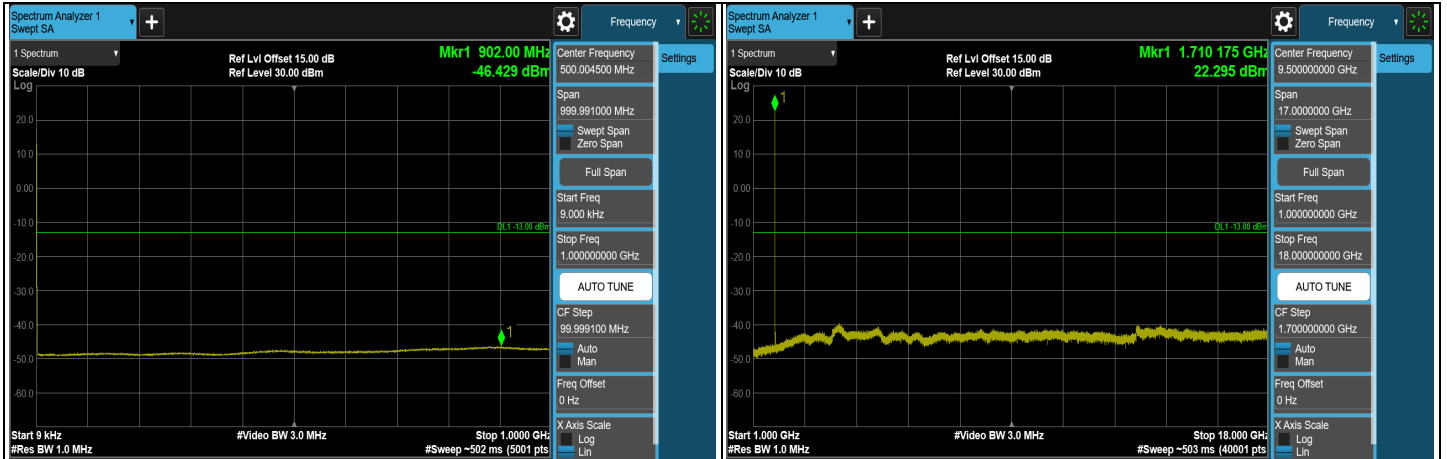 Spectrum Analyzer 1
Swept SA
+
Frequency
1 Spectrum
Scale/Div 10 dB
Log
Ref Lvl Offset 15.00 dB
Ref Level 30.00 dBm
Mkr1 902.00 MHz
-46.429 dBm
1
20.0
10.0
0.00
-10.0
-20.0
-30.0
-40.0
-50.0
-60.0
DL1 -13.00 dBm
Start 9 kHz
#Res BW 1.0 MHz
#Video BW 3.0 MHz
Stop 1.0000 GHz
#Sweep ~502 ms (5001 pts
Center Frequency
500.004500 MHz
Settings
Span
999.991000 MHz
Swept Span
Zero Span
Full Span
Start Freq
9.000 kHz
Stop Freq
1.000000000 GHz
AUTO TUNE
CF Step
99.999100 MHz
Auto
Man
Freq Offset
0 Hz
X Axis Scale
Log
Lin
Spectrum Analyzer 1
Swept SA
+
Frequency
1 Spectrum
Scale/Div 10 dB
Log
Ref Lvl Offset 15.00 dB
Ref Level 30.00 dBm
Mkr1 1.710 175 GHz
22.295 dBm
1
20.0
10.0
0.00
-10.0
-20.0
-30.0
-40.0
-50.0
-60.0
DL1 -13.00 dBm
Start 1.000 GHz
#Res BW 1.0 MHz
#Video BW 3.0 MHz
Stop 18.000 GHz
#Sweep ~503 ms (40001 pts
Center Frequency
9.500000000 GHz
Settings
Span
17.0000000 GHz
Swept Span
Zero Span
Full Span
Start Freq
1.000000000 GHz
Stop Freq
18.000000000 GHz
AUTO TUNE
CF Step
1.700000000 GHz
Auto
Man
Freq Offset
0 Hz
X Axis Scale
Log
Lin